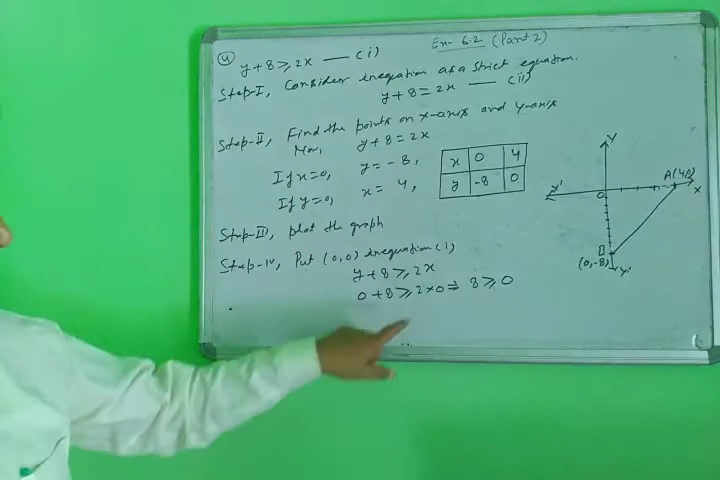 Ex- 6.2 (Part 2)
(4) y + 8 ⩾ 2x — (i)
Step-I, Consider inequation as a strict equation.
y + 8 = 2x — (ii)
Step-II, Find the points on x-axis and y-axis
Now, y + 8 = 2x
If x=0, y = -8,
If y=0, x = 4,
x 0 4
y -8 0
Step-III, plot the graph
Step-IV, Put (0,0) inequation (i)
y + 8 ⩾ 2x
0 + 8 ⩾ 2×0 ⇒ 8 ⩾ 0
Y
A(4,0)
X' O X
B
(0,-8)
Y'